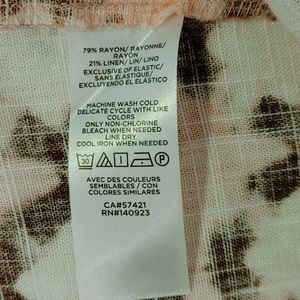 79% RAYON/ RAYONNE/
RAYÓN
21% LINEN/ LIN/ LINO
EXCLUSIVE OF ELASTIC/
SANS ÉLASTIQUE/
EXCLUYENDO EL ELÁSTICO
MACHINE WASH COLD
DELICATE CYCLE WITH LIKE
COLORS
ONLY NON-CHLORINE
BLEACH WHEN NEEDED
LINE DRY
COOL IRON WHEN NEEDED
30
AVEC DES COULEURS
SEMBLABLES / CON
COLORES SIMILARES
CA#57421
RN#140923